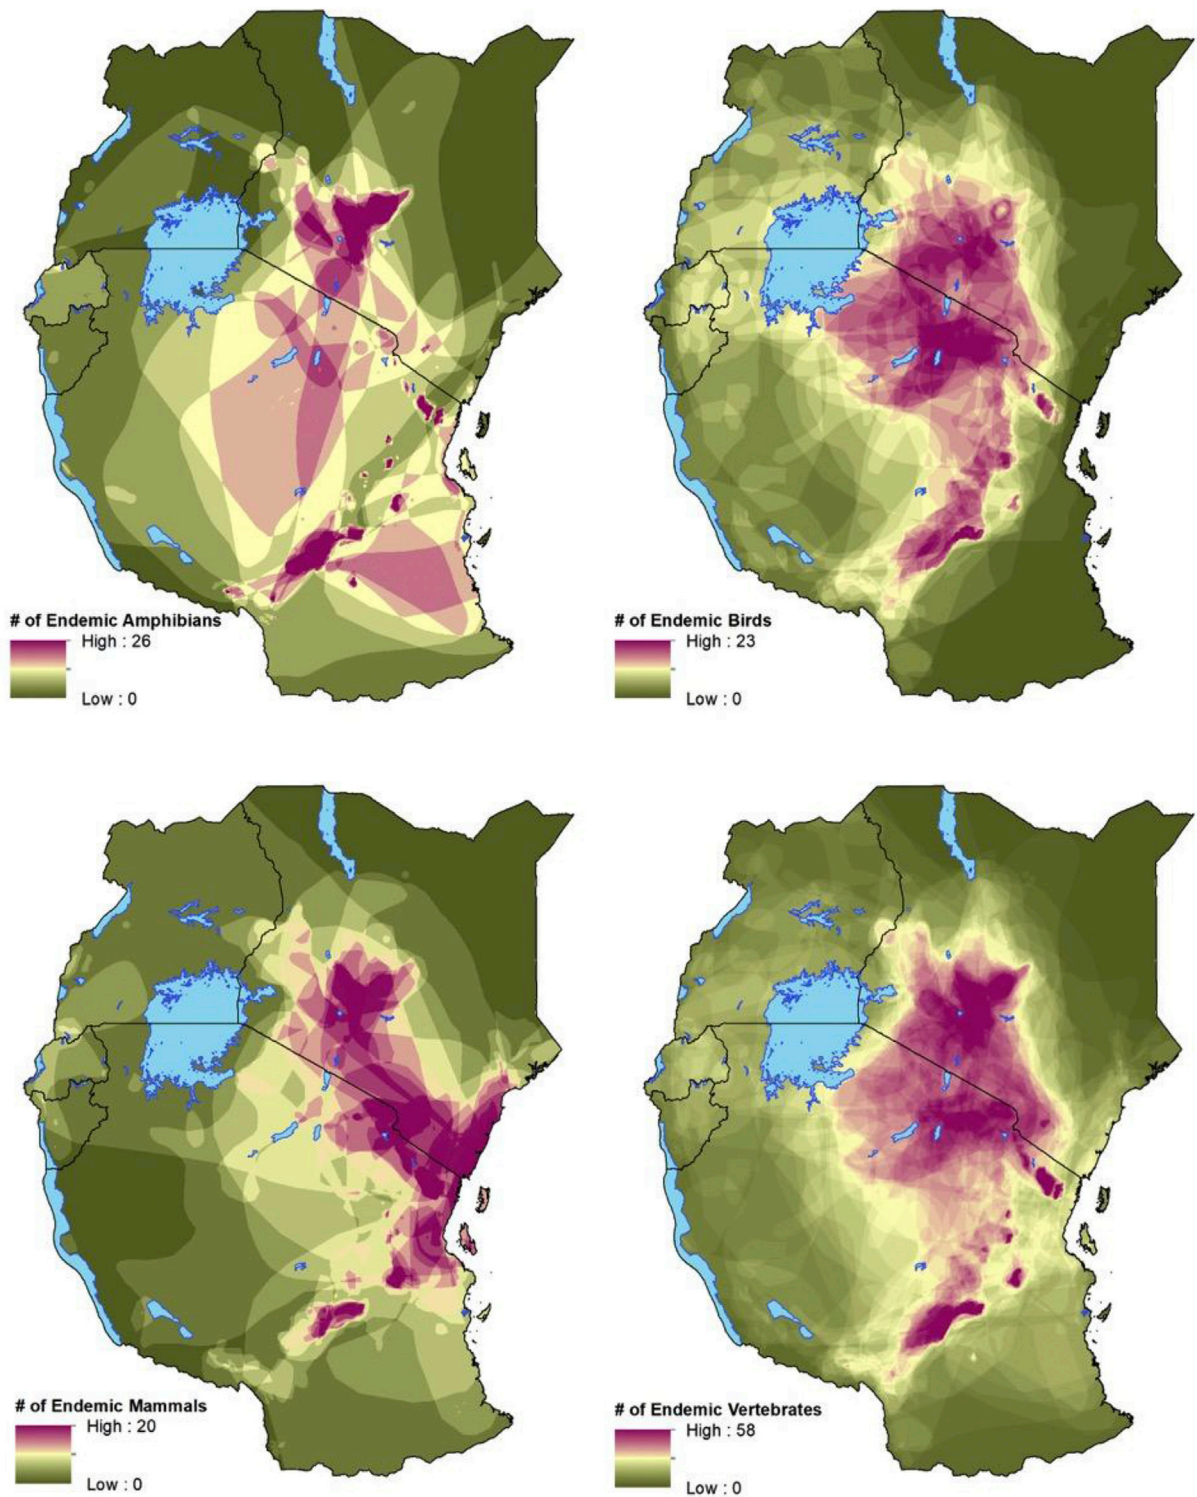 # of Endemic Amphibians
High : 26
Low : 0
# of Endemic Birds
High : 23
Low : 0
# of Endemic Mammals
High : 20
Low : 0
# of Endemic Vertebrates
High : 58
Low : 0